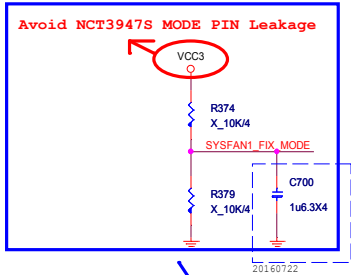 Avoid NCT3947S MODE PIN Leakage
VCC3
R374
X_10K/4
SYSFAN1_FIX_MODE
R379
X_10K/4
C700
1u6.3X4
20160722